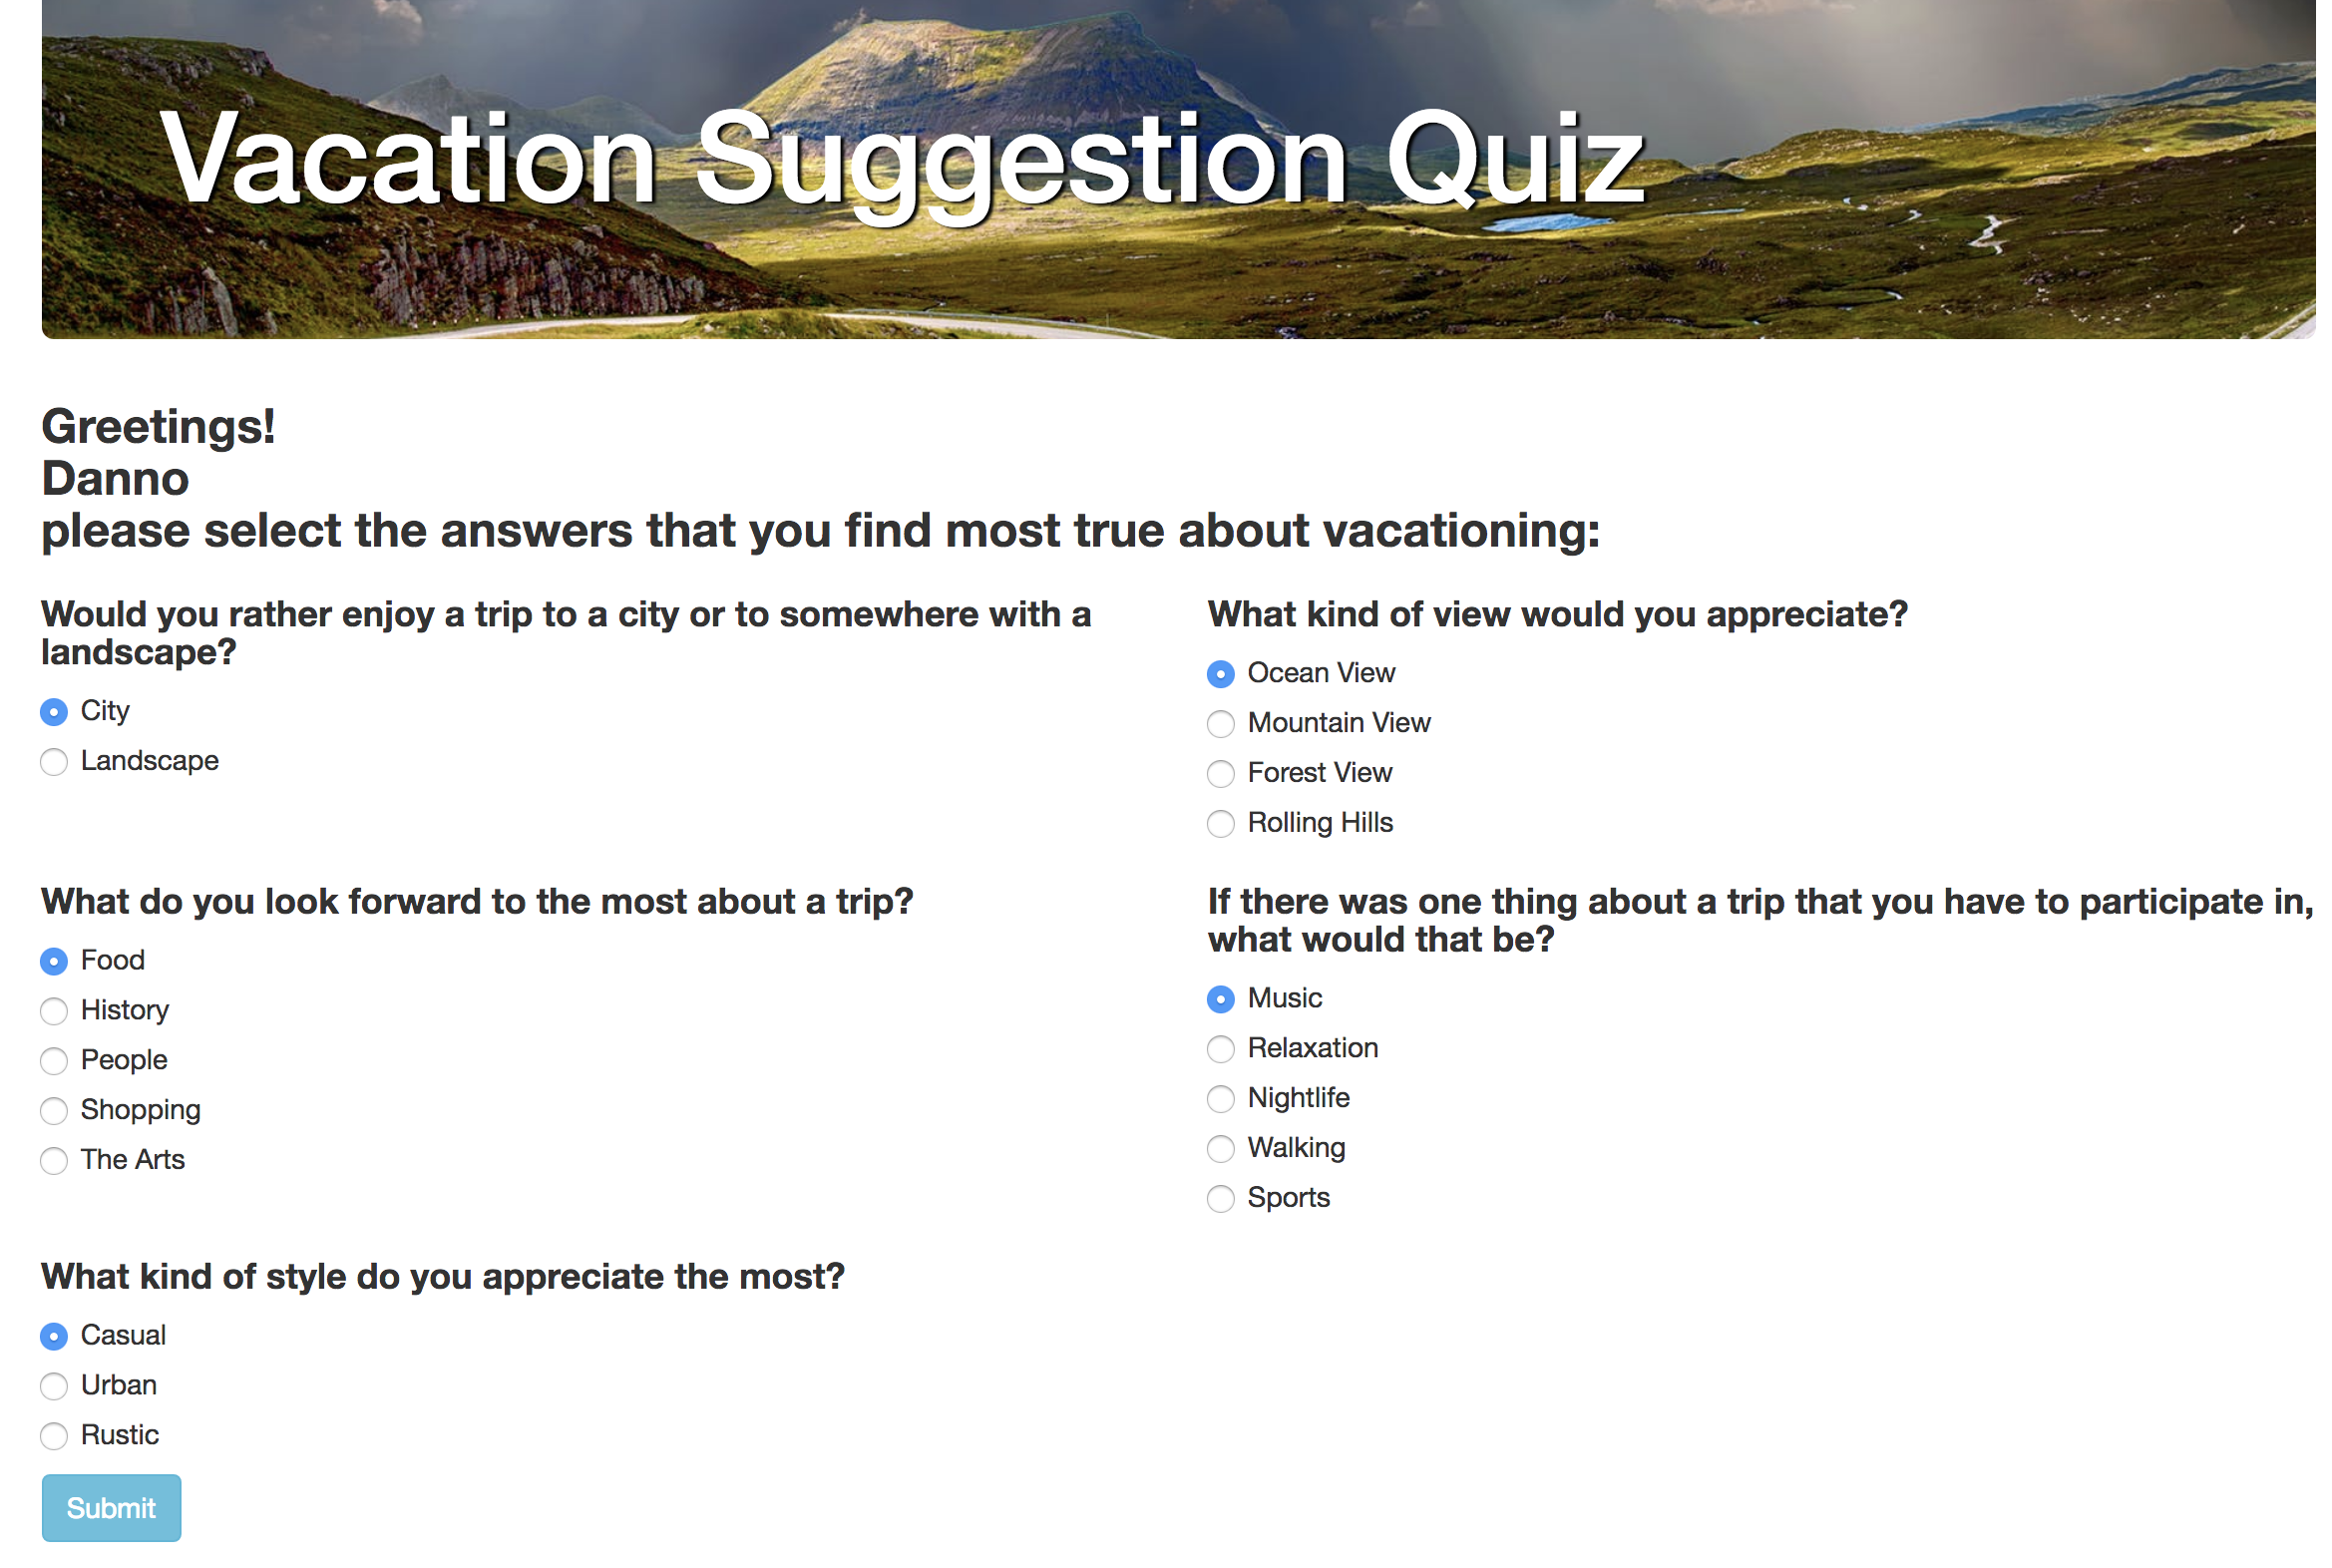 Vacation Suggestion Quiz
Greetings!
Danno
please select the answers that you find most true about vacationing:
Would you rather enjoy a trip to a city or to somewhere with a
landscape?
City
Landscape
What kind of view would you appreciate?
Ocean View
Mountain View
Forest View
Rolling Hills
What do you look forward to the most about a trip?
Food
History
People
Shopping
The Arts
If there was one thing about a trip that you have to participate in,
what would that be?
Music
Relaxation
Nightlife
Walking
Sports
What kind of style do you appreciate the most?
Casual
Urban
Rustic
Submit